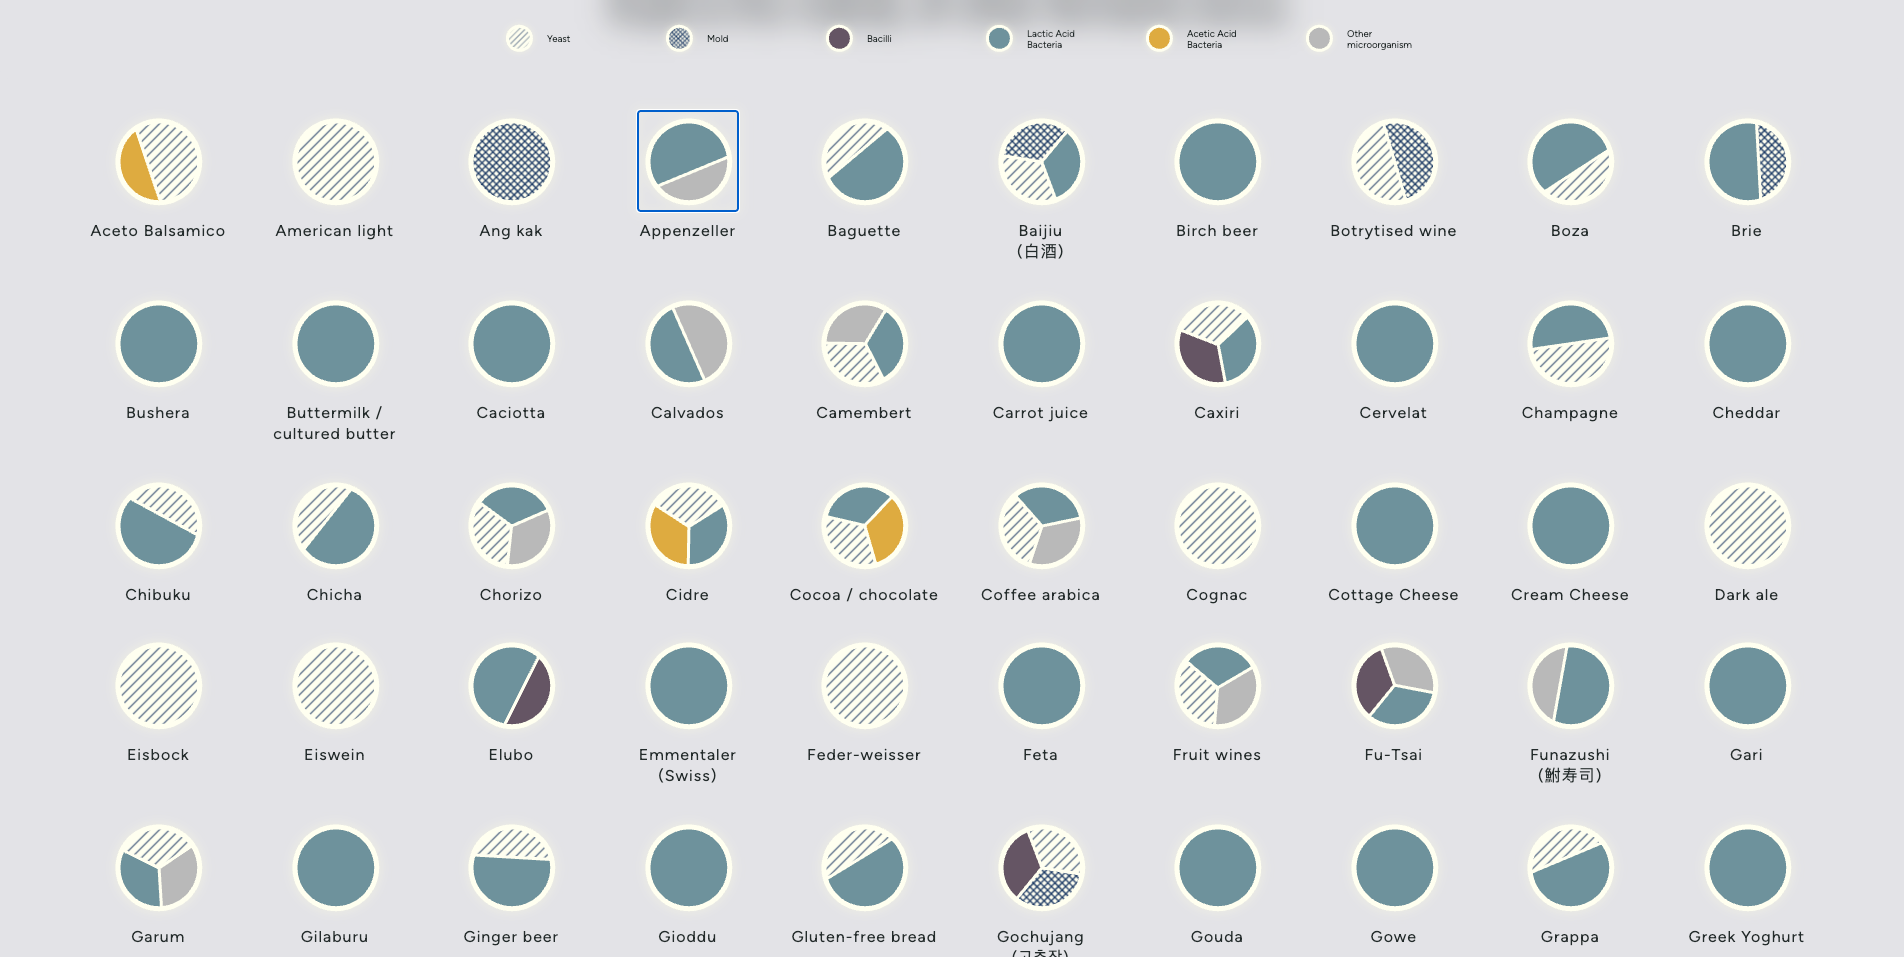 Yeast
Mold
Bacilli
Lactic Acid
Bacteria
Acetic Acid
Bacteria
Other
microorganism
Aceto Balsamico
American light
Ang kak
Appenzeller
Baguette
Baijiu
(白酒)
Birch beer
Botrytised wine
Boza
Brie
Bushera
Buttermilk /
cultured butter
Caciotta
Calvados
Camembert
Carrot juice
Caxiri
Cervelat
Champagne
Cheddar
Chibuku
Chicha
Chorizo
Cidre
Cocoa / chocolate
Coffee arabica
Cognac
Cottage Cheese
Cream Cheese
Dark ale
Eisbock
Eiswein
Elubo
Emmentaler
(Swiss)
Feder-weisser
Feta
Fruit wines
Fu-Tsai
Funazushi
(鮒寿司)
Gari
Garum
Gilaburu
Ginger beer
Gioddu
Gluten-free bread
Gochujang
(고추장)
Gouda
Gowe
Grappa
Greek Yoghurt